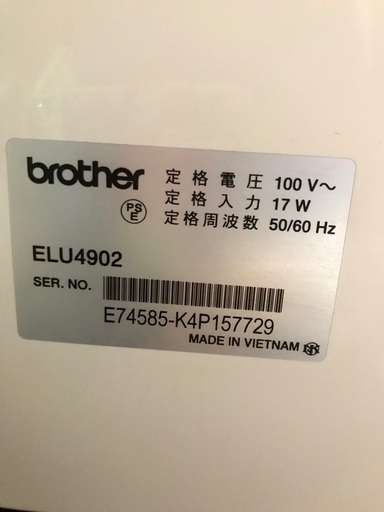 brother
定格電圧 100 V～
定格入力 17 W
定格周波数 50/60 Hz
PS
E
ELU4902
SER. NO.
E74585-K4P157729
MADE IN VIETNAM